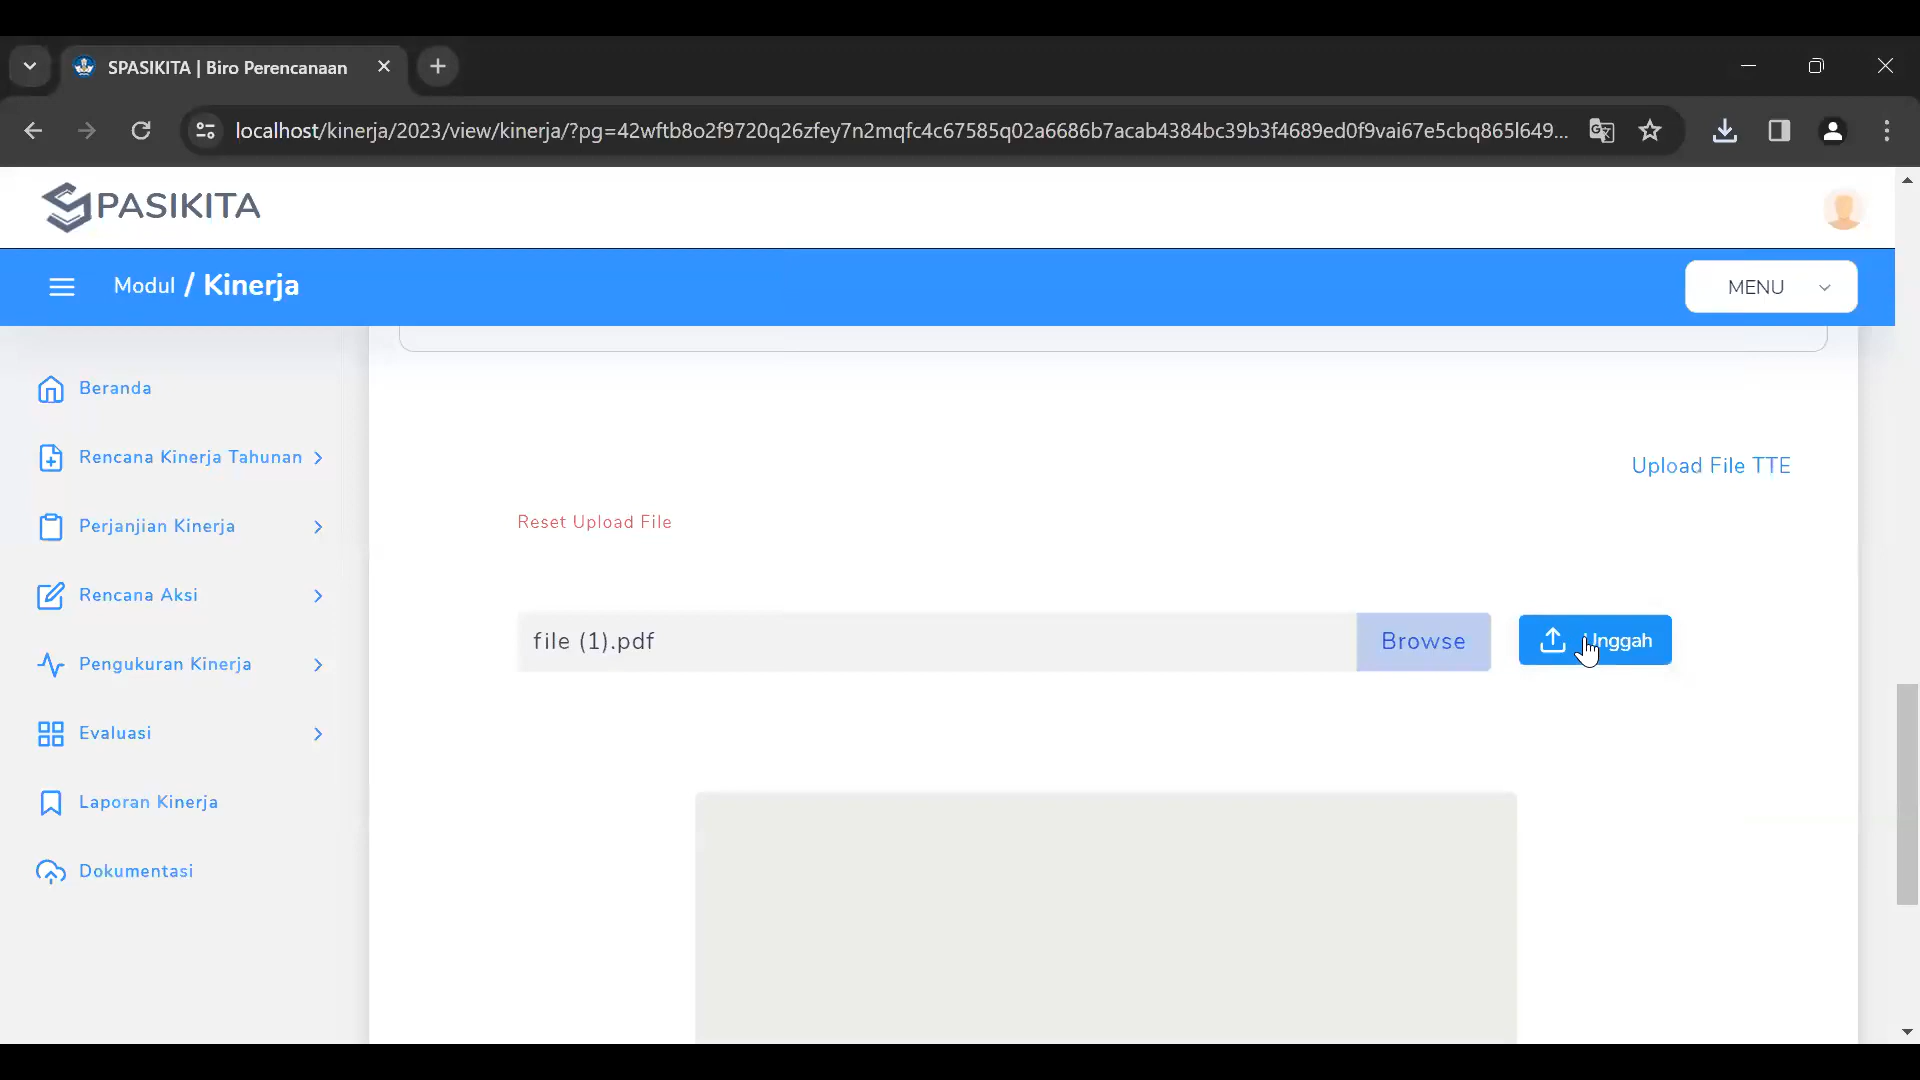 SPASIKITA | Biro Perencanaan
localhost/kinerja/2023/view/kinerja/?pg=42wftb8o2f9720q26zfey7n2mqfc4c67585q02a6686b7acab4384bc39b3f4689ed0f9vai67e5cbq865l649...
SPASIKITA
Modul / Kinerja
MENU
Beranda
Rencana Kinerja Tahunan
Perjanjian Kinerja
Rencana Aksi
Pengukuran Kinerja
Evaluasi
Laporan Kinerja
Dokumentasi
Upload File TTE
Reset Upload File
file (1).pdf
Browse
Unggah